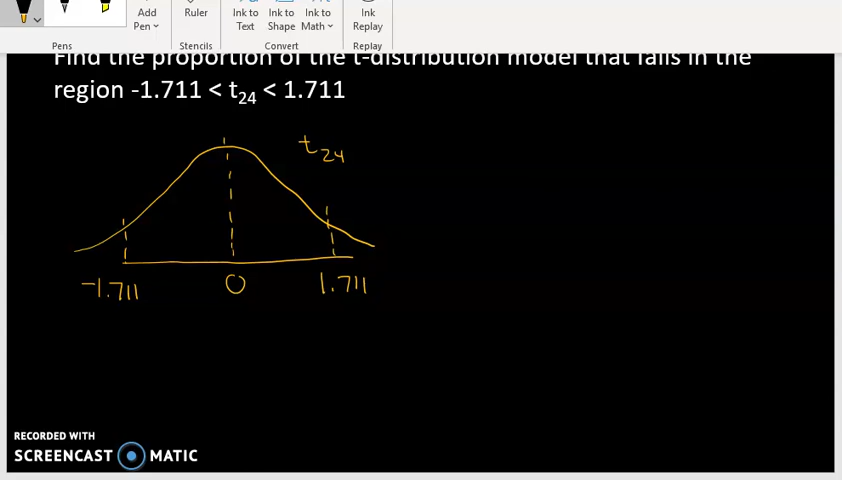 Add Pen
Ruler
Ink to Text
Ink to Shape
Ink to Math
Ink Replay
Pens
Stencils
Convert
Replay
Find the proportion of the t-distribution model that falls in the
region -1.711 < t24 < 1.711
t24
-1.711
0
1.711
RECORDED WITH
SCREENCAST MATIC